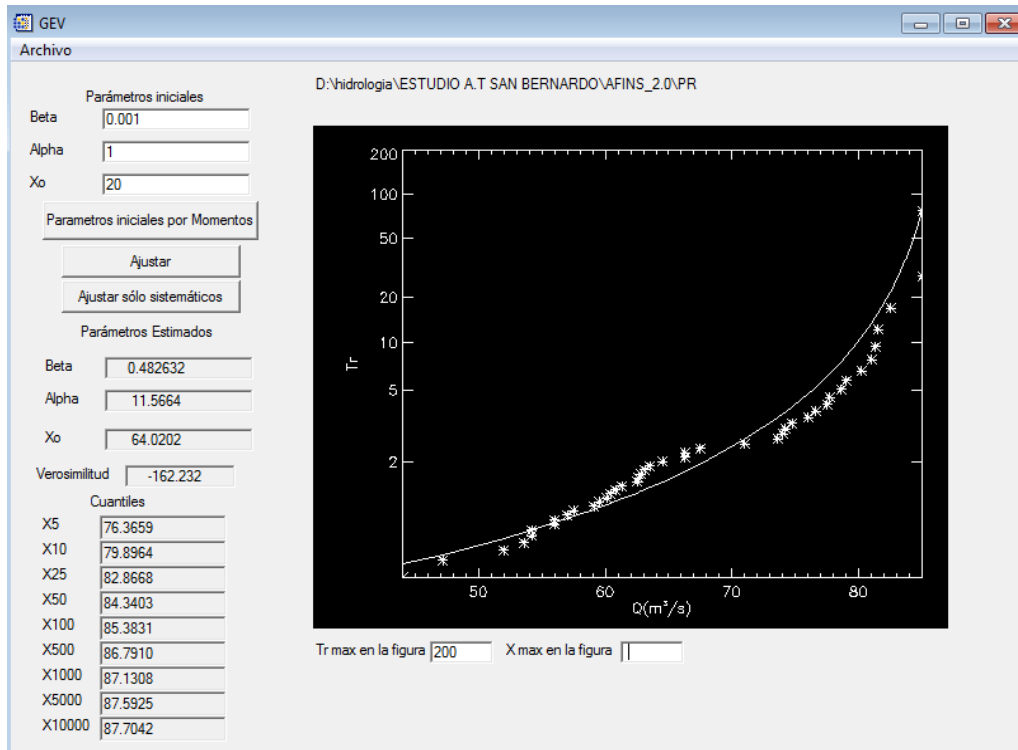 GEV
Archivo
D:\hidrologia\ESTUDIO A.T SAN BERNARDO\AFINS_2.0\PR
Parámetros iniciales
Beta 0.001
Alpha 1
Xo 20
Parametros iniciales por Momentos
Ajustar
Ajustar sólo sistemáticos
Parámetros Estimados
Beta 0.482632
Alpha 11.5664
Xo 64.0202
Verosimilitud -162.232
Cuantiles
X5 76.3659
X10 79.8964
X25 82.8668
X50 84.3403
X100 85.3831
X500 86.7910
X1000 87.1308
X5000 87.5925
X10000 87.7042
200
100
50
20
10
5
2
Tr
50 60 70 80
Q(m³/s)
Tr max en la figura 200 X max en la figura